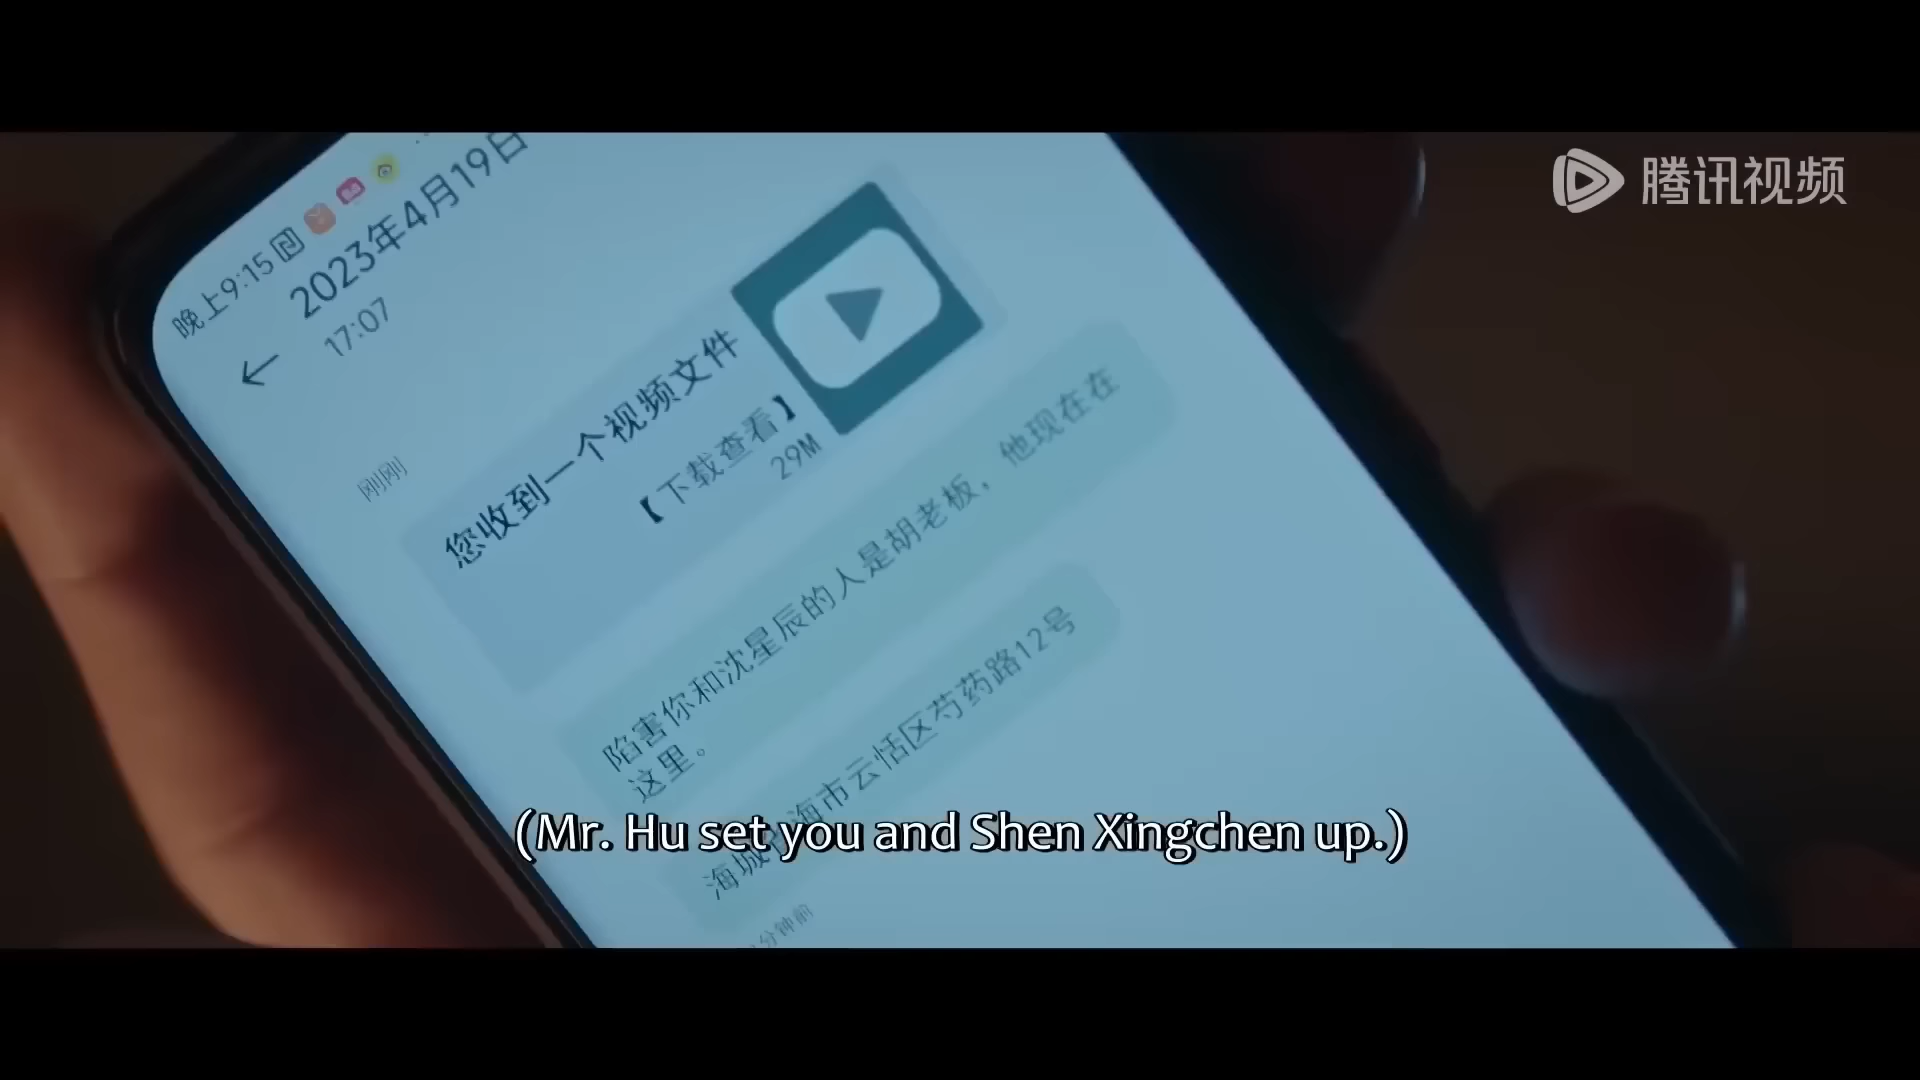 腾讯视频
晚上9:15
2023年4月19日
17:07
刚刚
您收到一个视频文件
【下载查看】
29M
陷害你和沈星辰的人是胡老板，他现在在
这里。
海市云恬区芍药路12号
分钟前
(Mr. Hu set you and Shen Xingchen up.)